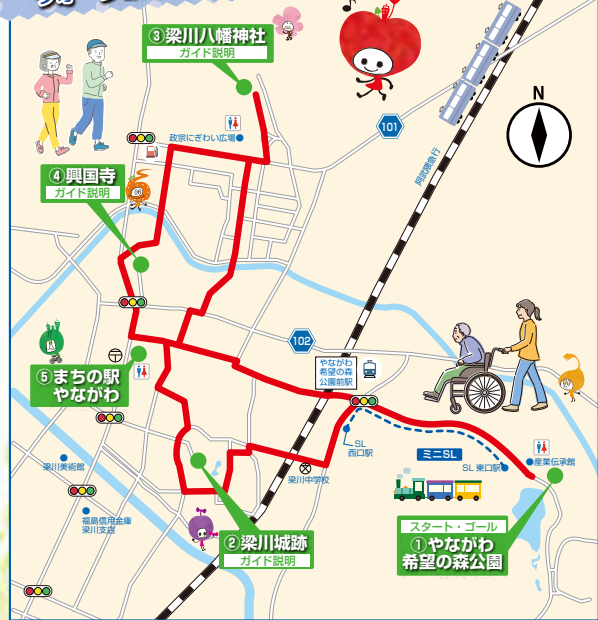 ③梁川八幡神社
ガイド説明
政宗にぎわい広場
101
N
阿武隈急行
④興国寺
ガイド説明
102
やながわ
希望の森
公園前駅
⑤まちの駅
やながわ
SL
西口駅
ミニSL
SL 東口駅
産業伝承館
梁川美術館
梁川中学校
福島信用金庫
梁川支店
②梁川城跡
ガイド説明
スタート・ゴール
①やながわ
希望の森公園